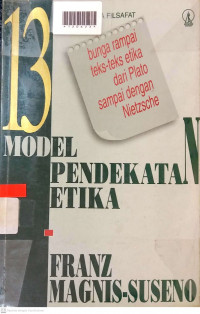 FILSAFAT
bunga rampai
teks-teks etika
dari Plato
sampai dengan
Nietzsche
13
MODEL
PENDEKATAN
ETIKA
FRANZ
MAGNIS-SUSENO